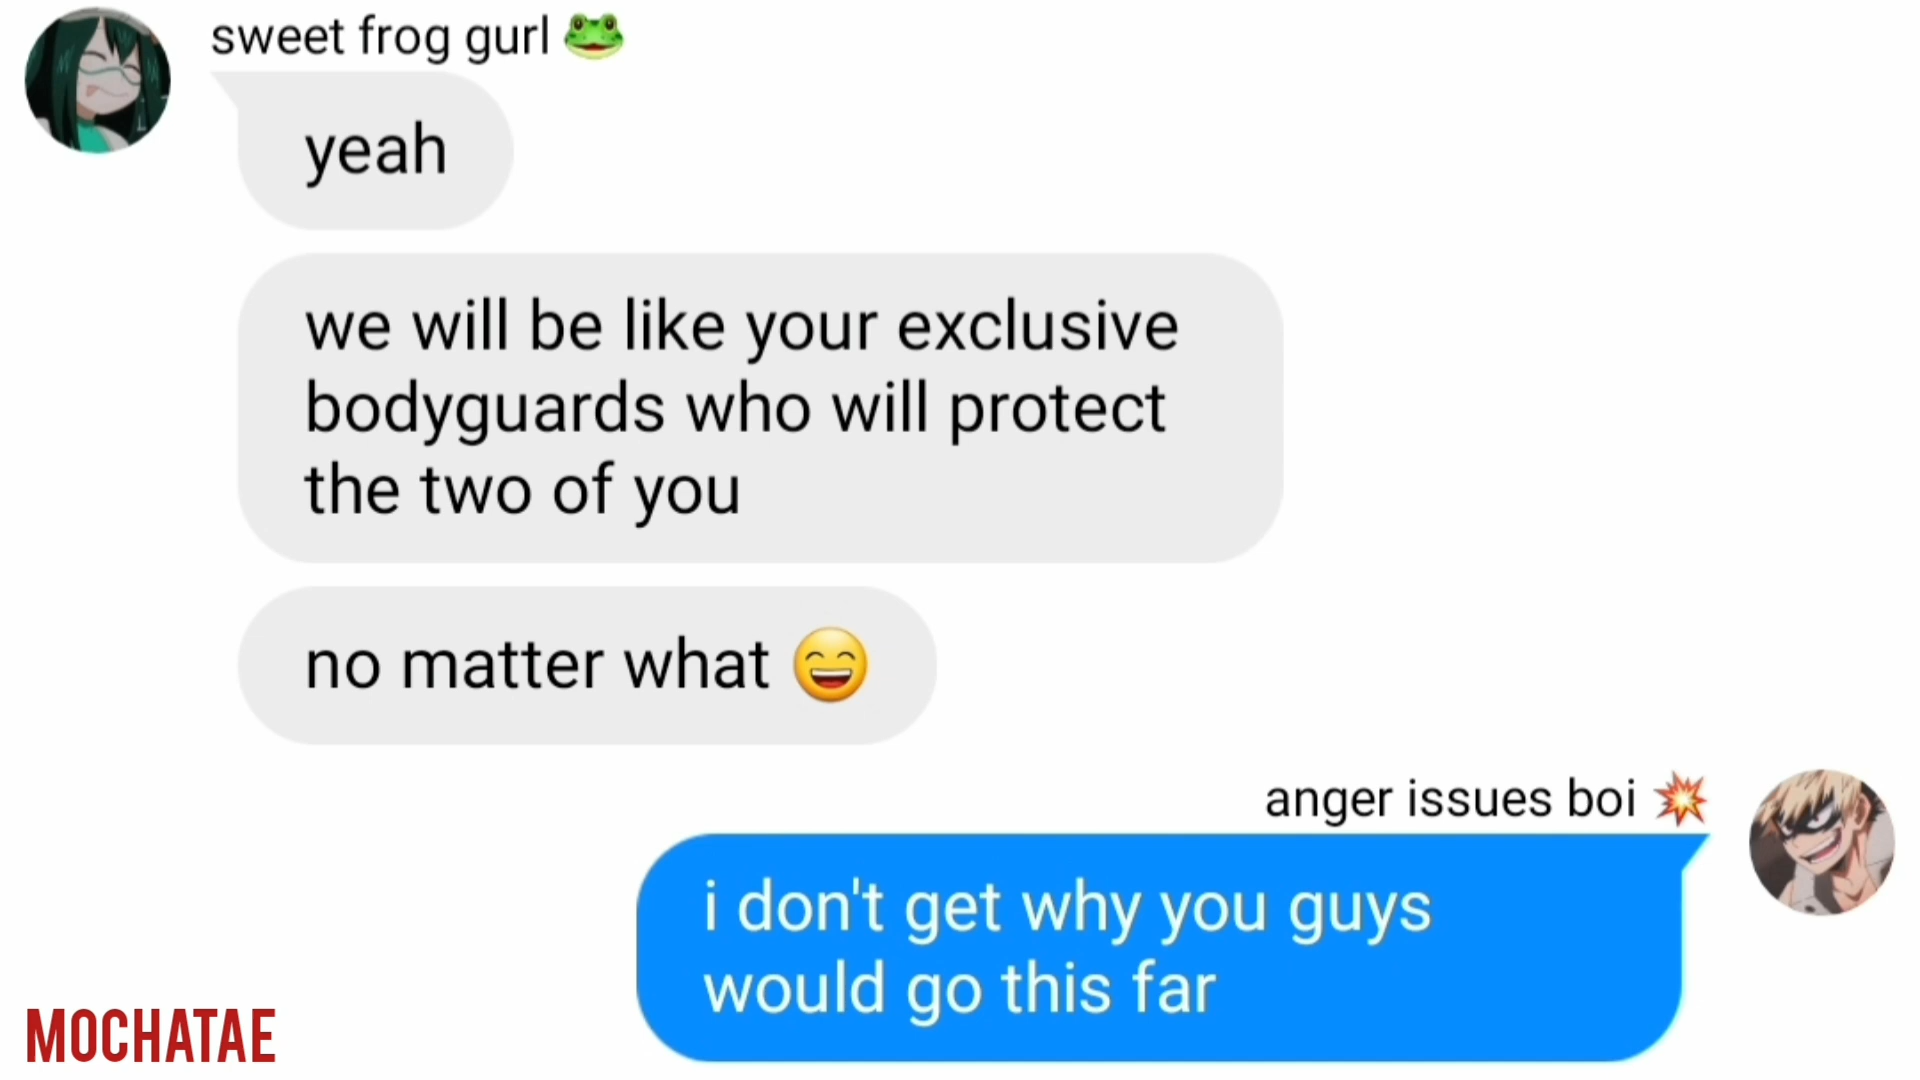 sweet frog gurl 🐸
yeah
we will be like your exclusive
bodyguards who will protect
the two of you
no matter what 😄
anger issues boi 💥
i don't get why you guys
would go this far
MOCHATAE